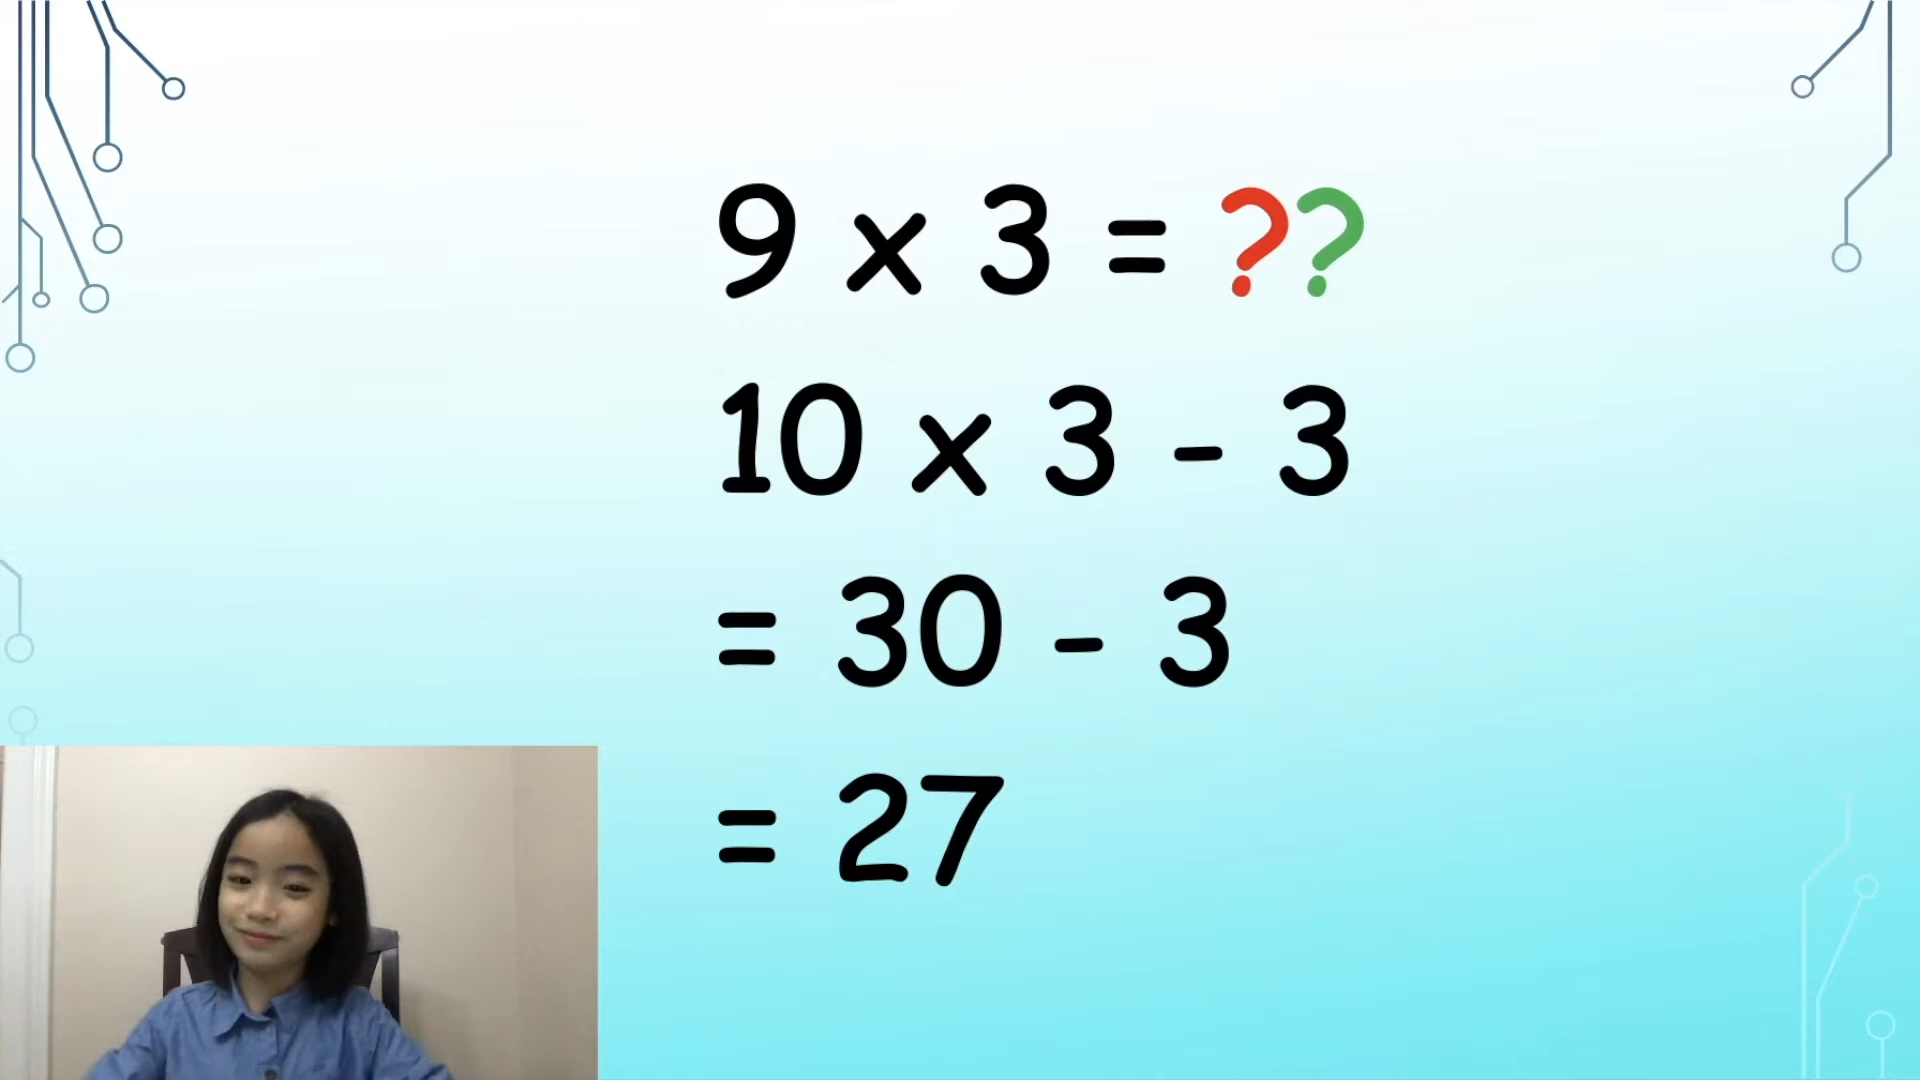 9 x 3 = ??
10 x 3 - 3
= 30 - 3
= 27